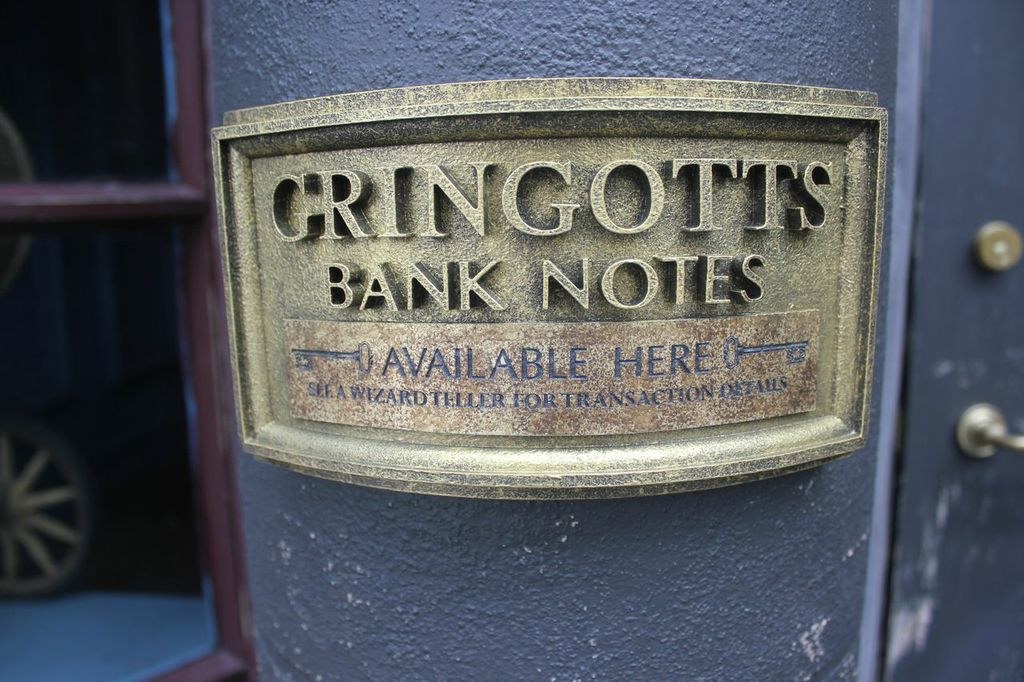 GRINGOTTS
BANK NOTES
AVAILABLE HERE
SEE A WIZARD TELLER FOR TRANSACTION DETAILS